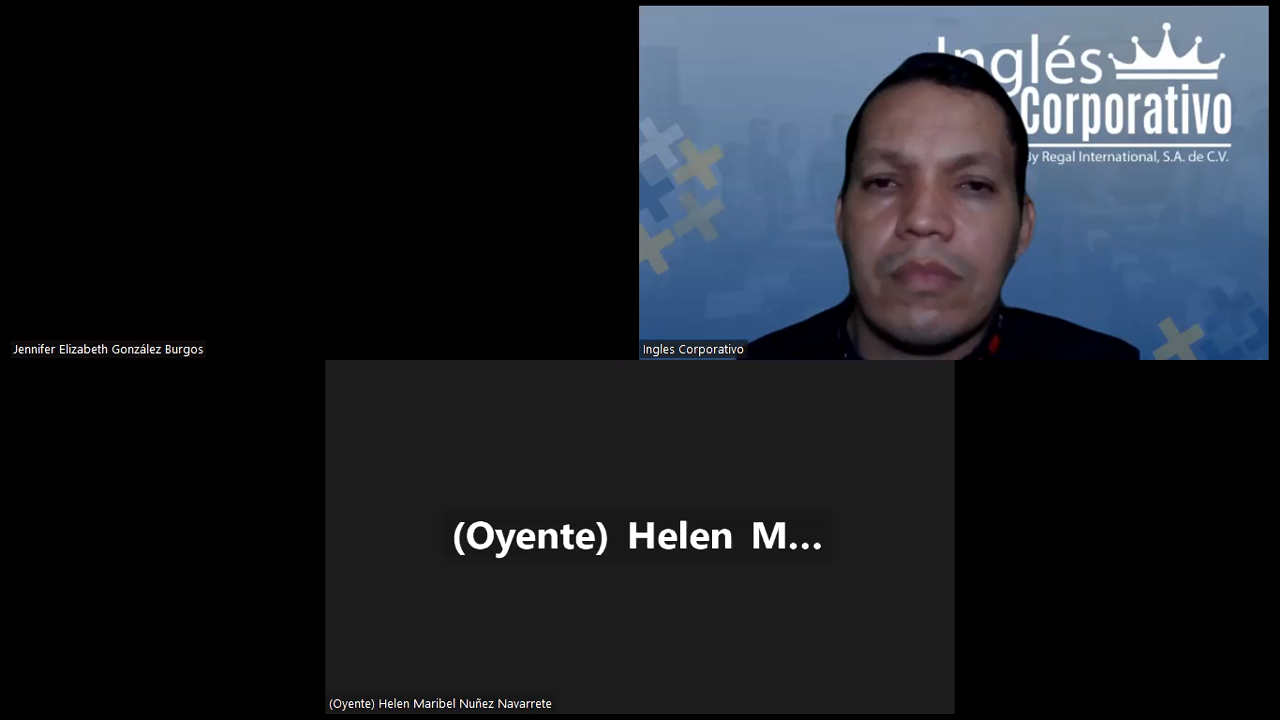 Inglés
Corporativo
By Regal International, S.A. de C.V.
Jennifer Elizabeth González Burgos
Ingles Corporativo
(Oyente) Helen M...
(Oyente) Helen Maribel Nuñez Navarrete